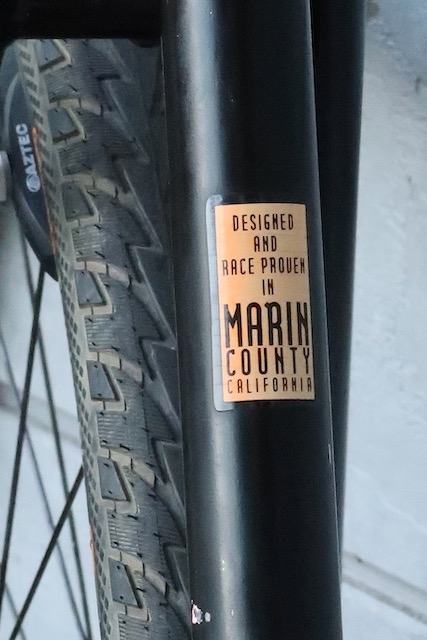 AZTEC
DESIGNED
AND
RACE PROVEN
IN
MARIN
COUNTY
CALIFORNIA